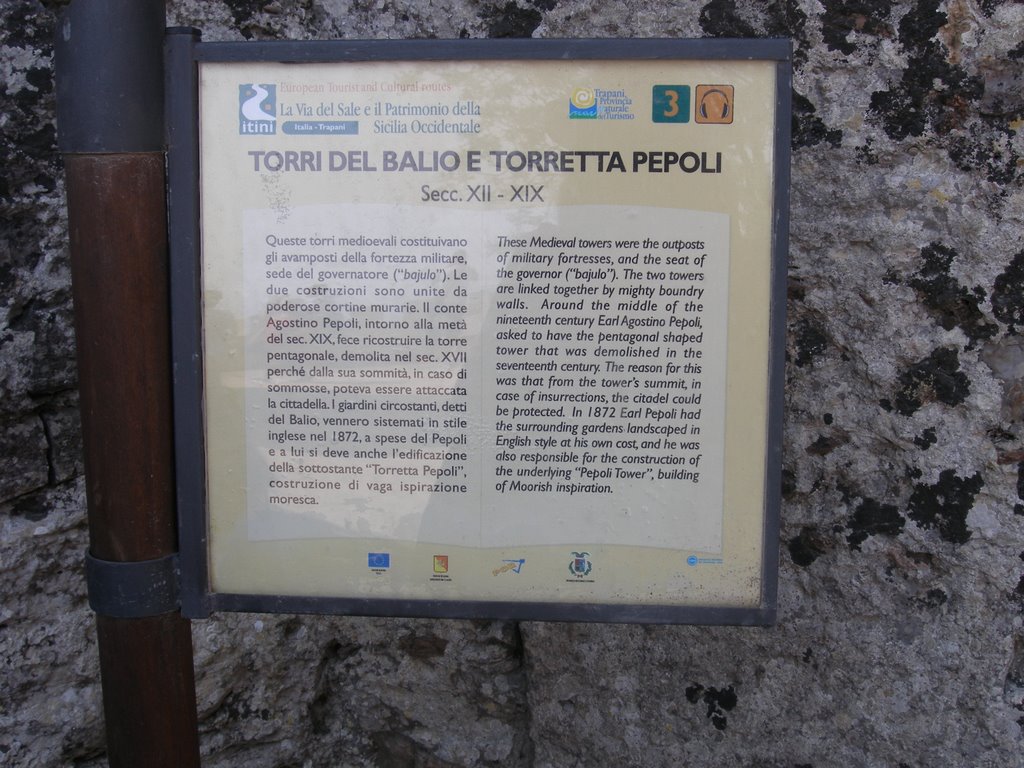 European Tourist and Cultural routes
La Via del Sale e il Patrimonio della
Italia - Trapani
Sicilia Occidentale
itini
Trapani
Provincia
Naturale
del Turismo
3
TORRI DEL BALIO E TORRETTA PEPOLI
Secc. XII - XIX
Queste torri medioevali costituivano
gli avamposti della fortezza militare,
sede del governatore (“bajulo”). Le
due costruzioni sono unite da
poderose cortine murarie. Il conte
Agostino Pepoli, intorno alla metà
del sec. XIX, fece ricostruire la torre
pentagonale, demolita nel sec. XVII
perché dalla sua sommità, in caso di
sommosse, poteva essere attaccata
la cittadella. I giardini circostanti, detti
del Balio, vennero sistemati in stile
inglese nel 1872, a spese del Pepoli
e a lui si deve anche l'edificazione
della sottostante “Torretta Pepoli”,
costruzione di vaga ispirazione
moresca.
These Medieval towers were the outposts
of military fortresses, and the seat of
the governor (“bajulo”). The two towers
are linked together by mighty boundry
walls. Around the middle of the
nineteenth century Earl Agostino Pepoli,
asked to have the pentagonal shaped
tower that was demolished in the
seventeenth century. The reason for this
was that from the tower's summit, in
case of insurrections, the citadel could
be protected. In 1872 Earl Pepoli had
the surrounding gardens landscaped in
English style at his own cost, and he was
also responsible for the construction of
the underlying “Pepoli Tower”, building
of Moorish inspiration.